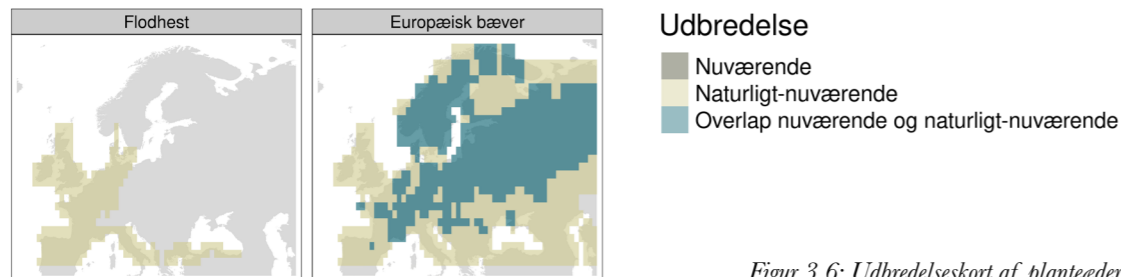 Flodhest
Europæisk bæver
Udbredelse
Nuværende
Naturligt-nuværende
Overlap nuværende og naturligt-nuværende
Figur 3.6: Udbredelseskort af planteæder